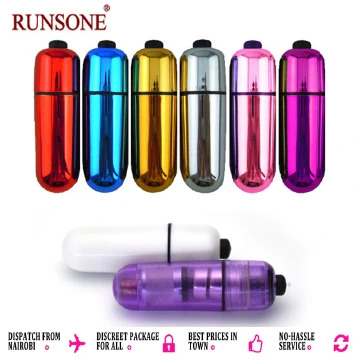 RUNSONE®
DISPATCH FROM NAIROBI
DISCREET PACKAGE FOR ALL
BEST PRICES IN TOWN
NO-HASSLE SERVICE